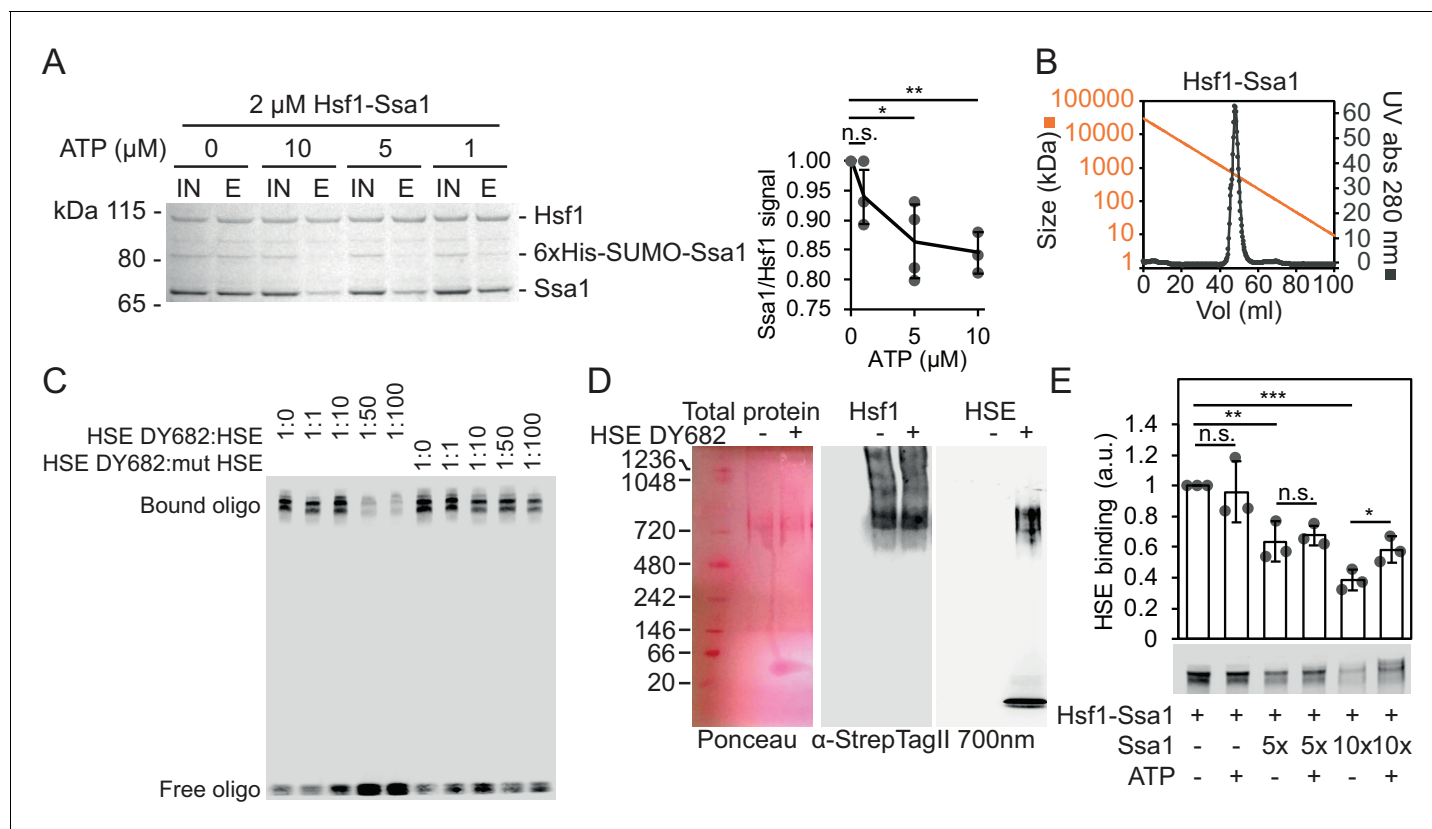 A
2 µM Hsf1-Ssa1
ATP (µM) 0 10 5 1
IN E IN E IN E IN E
kDa 115 -
80 -
65 -
- Hsf1
- 6xHis-SUMO-Ssa1
- Ssa1
**
*
n.s.
1.00
0.95
0.90
0.85
0.80
0.75
Ssa1/Hsf1 signal
0 5 10
ATP (µM)
B
Hsf1-Ssa1
100000
10000
1000
100
10
1
Size (kDa)
60
50
40
30
20
10
0
UV abs 280 nm
0 20 40 60 80 100
Vol (ml)
C
HSE DY682:HSE 1:0 1:1 1:10 1:50 1:100
HSE DY682:mut HSE 1:0 1:1 1:10 1:50 1:100
Bound oligo
Free oligo
D
Total protein Hsf1 HSE
HSE DY682 - + - + - +
1236
1048
720
480
242
146
66
20
Ponceau α-StrepTagII 700nm
E
***
**
n.s.
n.s.
*
1.4
1.2
1
0.8
0.6
0.4
0.2
0
HSE binding (a.u.)
Hsf1-Ssa1 + + + + + +
Ssa1 - - 5x 5x 10x 10x
ATP - + - + - +